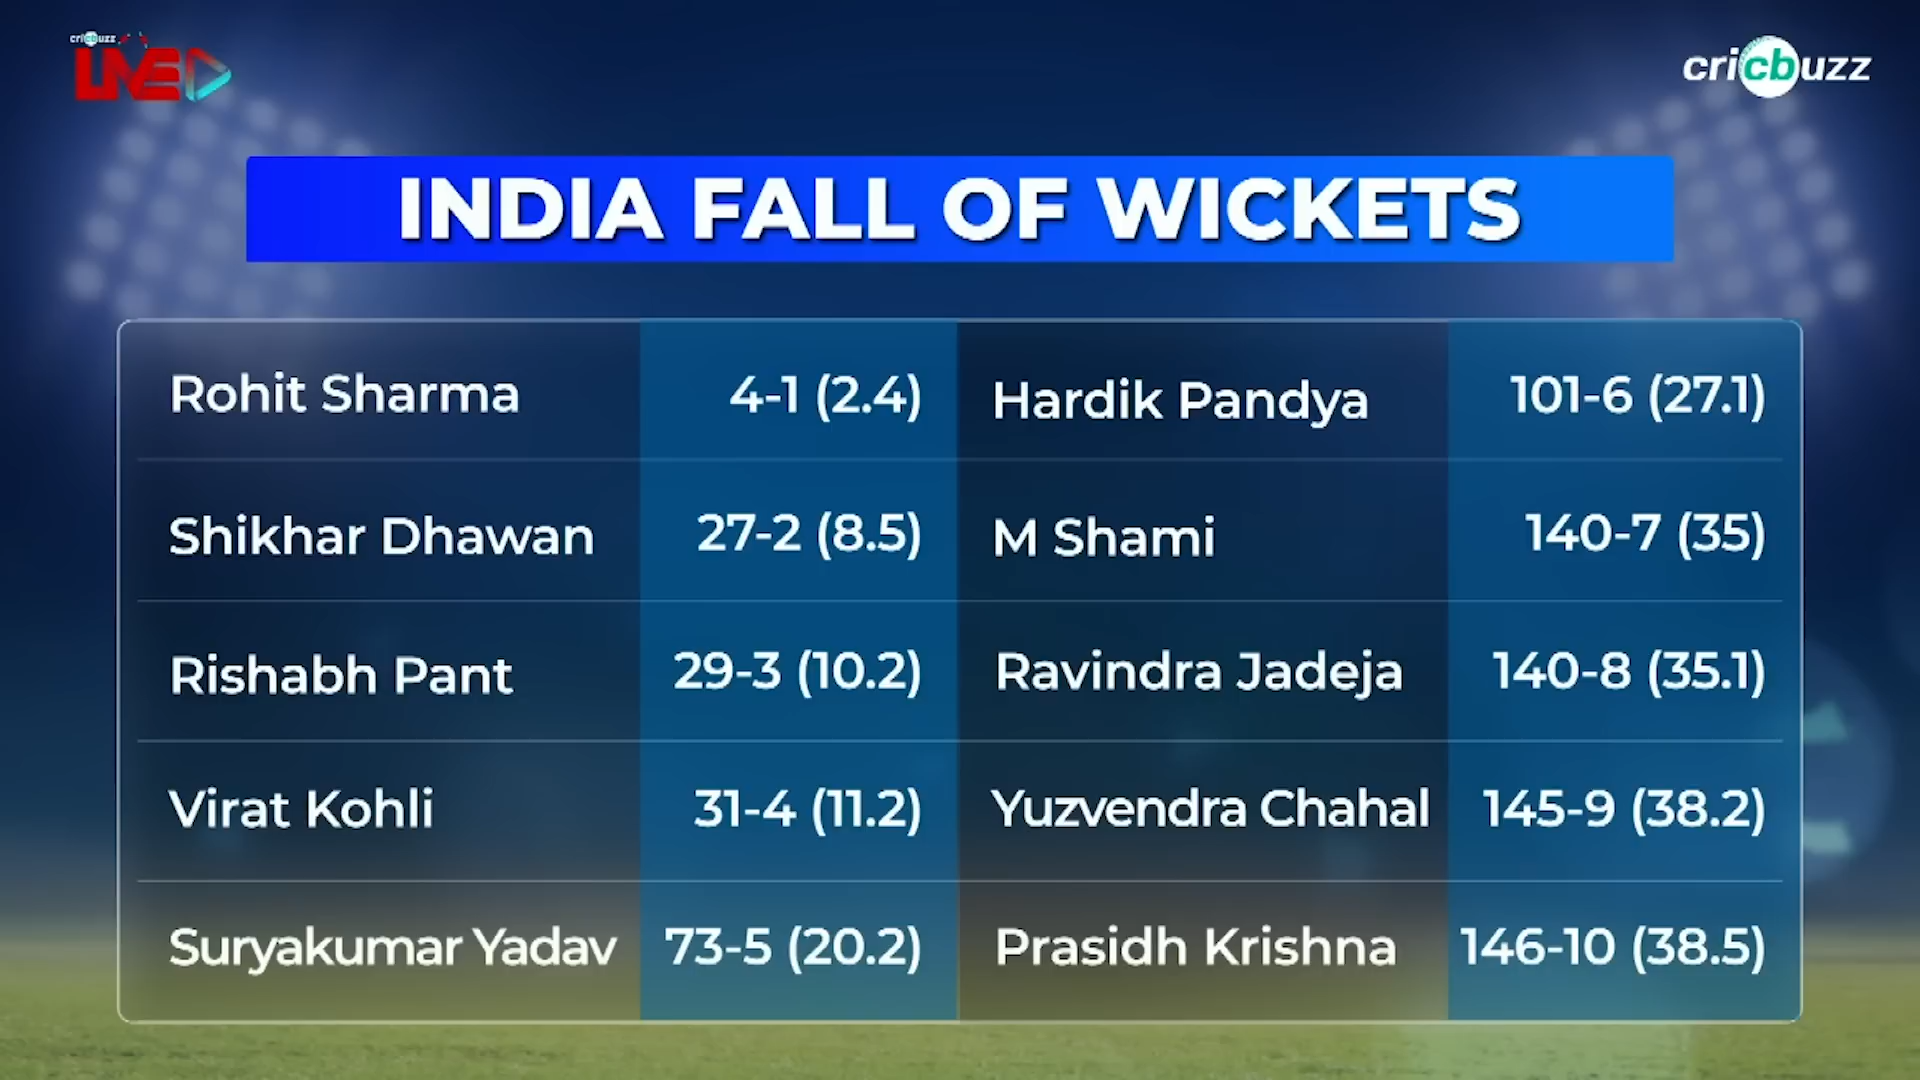 cricbuzz
LIVE
cricbuzz
INDIA FALL OF WICKETS
Rohit Sharma 4-1 (2.4) Hardik Pandya 101-6 (27.1)
Shikhar Dhawan 27-2 (8.5) M Shami 140-7 (35)
Rishabh Pant 29-3 (10.2) Ravindra Jadeja 140-8 (35.1)
Virat Kohli 31-4 (11.2) Yuzvendra Chahal 145-9 (38.2)
Suryakumar Yadav 73-5 (20.2) Prasidh Krishna 146-10 (38.5)